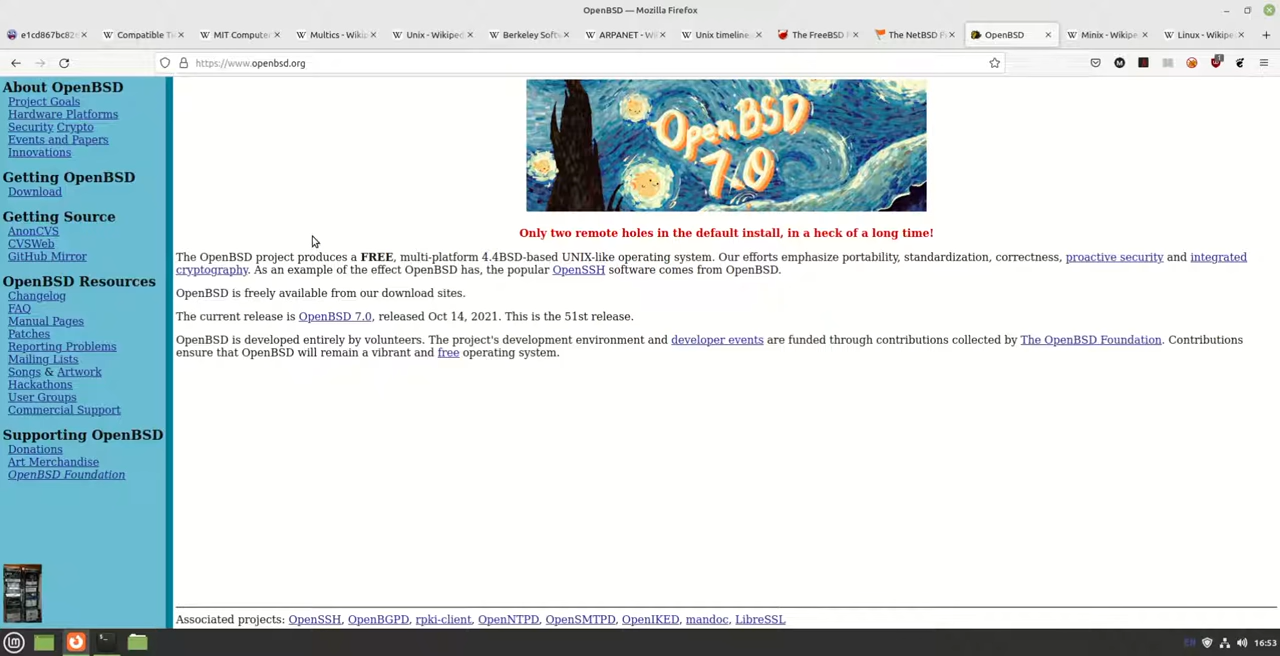 OpenBSD — Mozilla Firefox
e1cd867bc82
Compatible Ti
MIT Compute
Multics - Wiki
Unix - Wikiped
Berkeley Soft
ARPANET - Wi
Unix timeline
The FreeBSD P
The NetBSD P
OpenBSD
Minix - Wikipe
Linux - Wikipe
https://www.openbsd.org
About OpenBSD
Project Goals
Hardware Platforms
Security Crypto
Events and Papers
Innovations
Getting OpenBSD
Download
Getting Source
AnonCVS
CVSWeb
GitHub Mirror
OpenBSD Resources
Changelog
FAQ
Manual Pages
Patches
Reporting Problems
Mailing Lists
Songs & Artwork
Hackathons
User Groups
Commercial Support
Supporting OpenBSD
Donations
Art Merchandise
OpenBSD Foundation
OpenBSD
7.0
Only two remote holes in the default install, in a heck of a long time!
The OpenBSD project produces a FREE, multi-platform 4.4BSD-based UNIX-like operating system. Our efforts emphasize portability, standardization, correctness, proactive security and integrated
cryptography. As an example of the effect OpenBSD has, the popular OpenSSH software comes from OpenBSD.
OpenBSD is freely available from our download sites.
The current release is OpenBSD 7.0, released Oct 14, 2021. This is the 51st release.
OpenBSD is developed entirely by volunteers. The project's development environment and developer events are funded through contributions collected by The OpenBSD Foundation. Contributions
ensure that OpenBSD will remain a vibrant and free operating system.
Associated projects: OpenSSH, OpenBGPD, rpki-client, OpenNTPD, OpenSMTPD, OpenIKED, mandoc, LibreSSL
EN
16:53